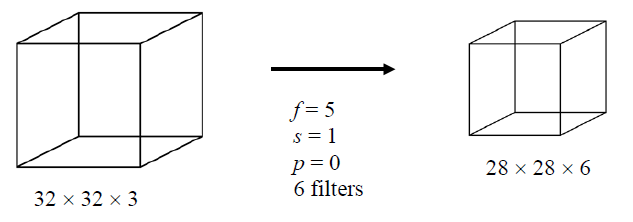 f = 5
s = 1
p = 0
6 filters
32 × 32 × 3
28 × 28 × 6